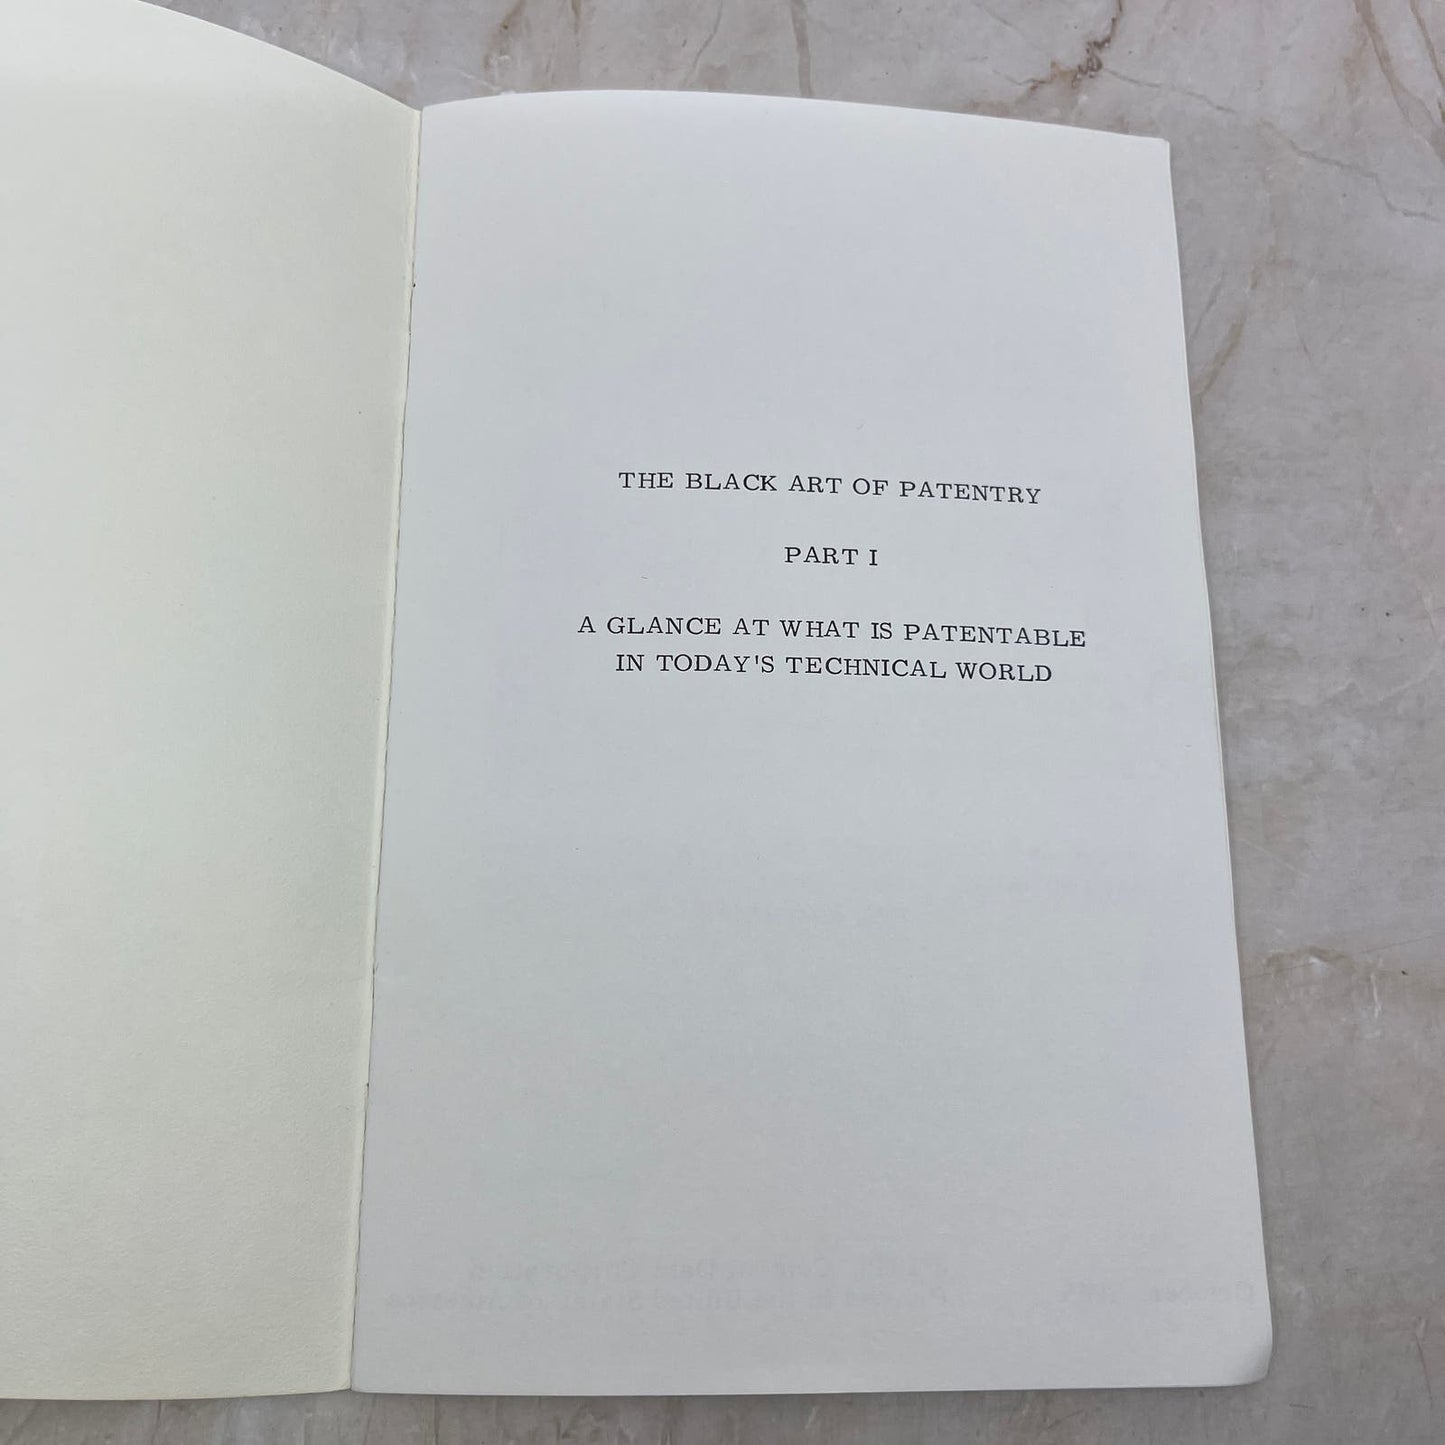 THE BLACK ART OF PATENTRY
PART I
A GLANCE AT WHAT IS PATENTABLE
IN TODAY'S TECHNICAL WORLD